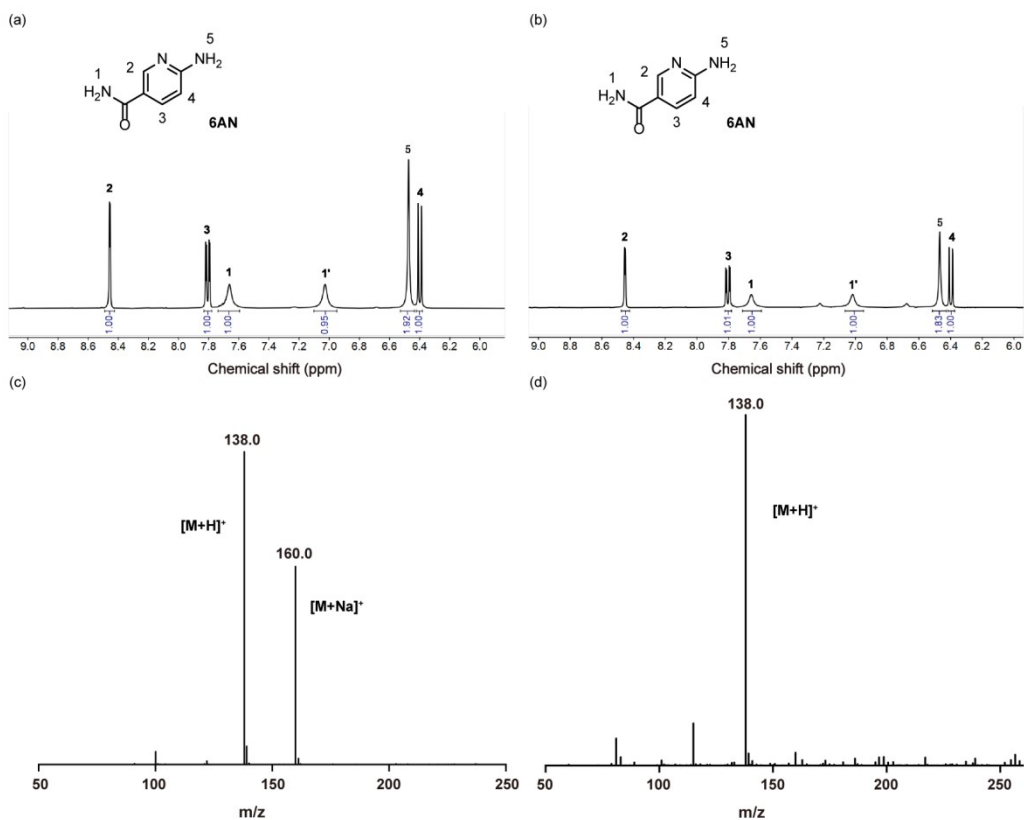 (a)
5
N NH₂
1 2
H₂N 4
3
O 6AN
2
3
1
1'
5
4
1.00
1.00
1.00
0.95
1.92
1.00
9.0 8.8 8.6 8.4 8.2 8.0 7.8 7.6 7.4 7.2 7.0 6.8 6.6 6.4 6.2 6.0
Chemical shift (ppm)
(b)
5
N NH₂
1 2
H₂N 4
3
O 6AN
2
3
1
1'
5
4
1.00
1.01
1.00
1.00
1.83
1.00
9.0 8.8 8.6 8.4 8.2 8.0 7.8 7.6 7.4 7.2 7.0 6.8 6.6 6.4 6.2 6.0
Chemical shift (ppm)
(c)
138.0
[M+H]⁺
160.0
[M+Na]⁺
50 100 150 200 250
m/z
(d)
138.0
[M+H]⁺
50 100 150 200 250
m/z